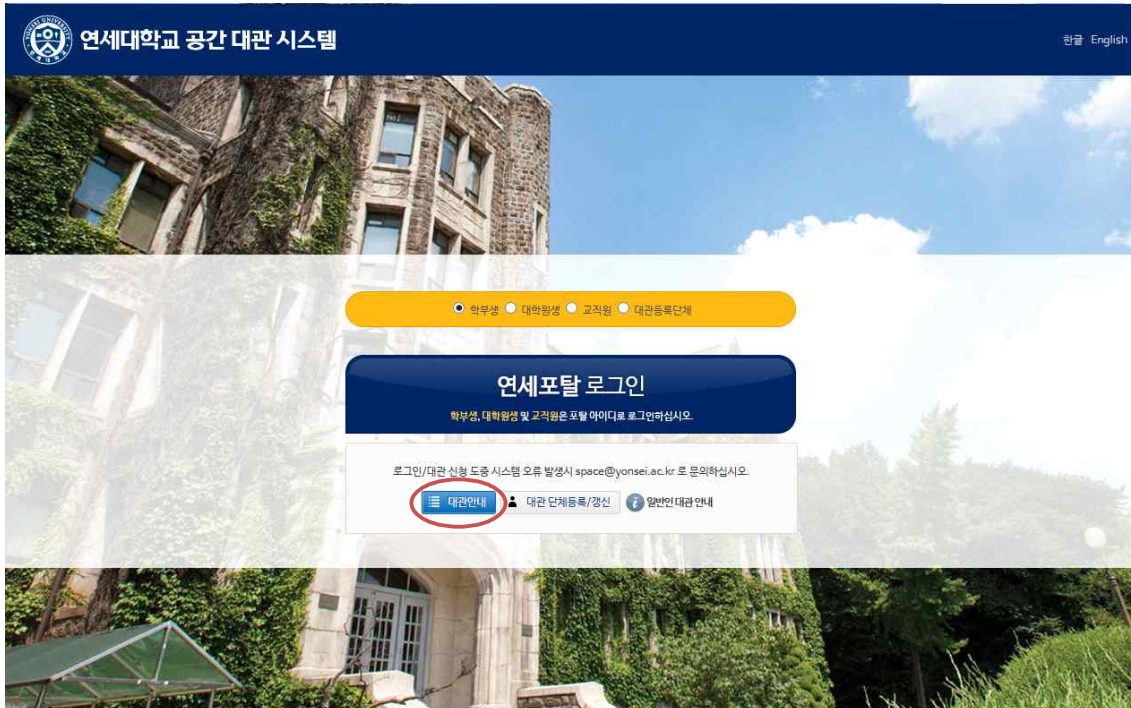 연세대학교 공간 대관 시스템
한글 English
학부생 대학원생 교직원 대관등록단체
연세포탈 로그인
학부생, 대학원생 및 교직원은 포탈 아이디로 로그인하십시오.
로그인/대관 신청 도중 시스템 오류 발생시 space@yonsei.ac.kr 로 문의하십시오.
대관안내 대관 단체등록/갱신 일반인 대관 안내